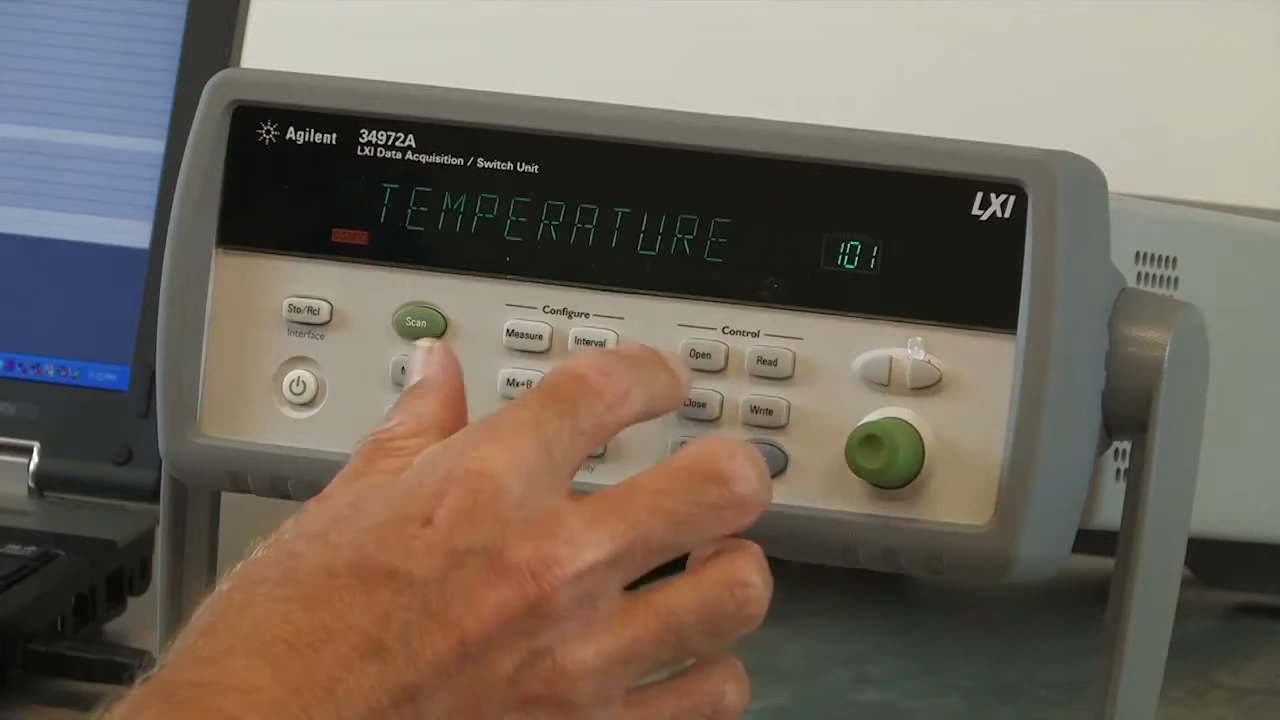 Agilent
34972A
LXI Data Acquisition / Switch Unit
LXI
TEMPERATURE
CONFIG
101
Sto/Rcl
Interface
Scan
Configure
Measure
Interval
Mx+B
Control
Open
Read
Close
Write